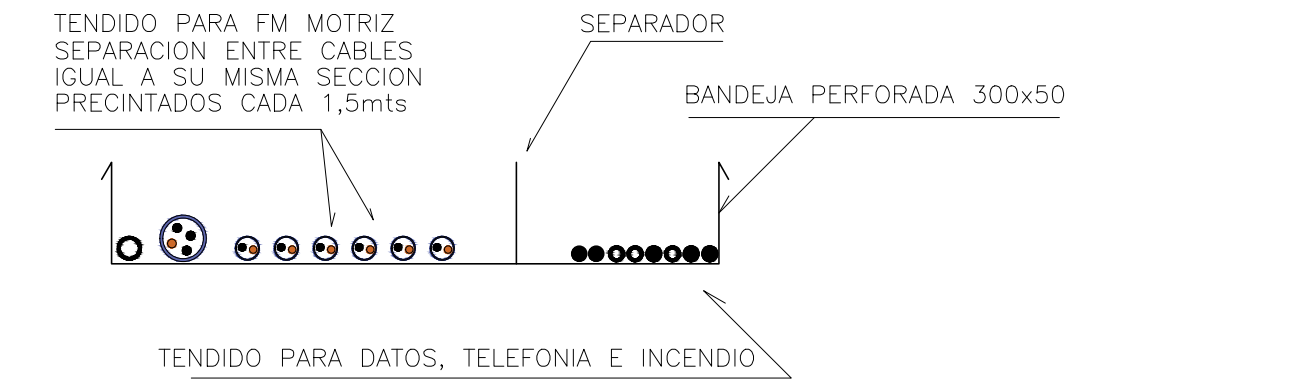 TENDIDO PARA FM MOTRIZ
SEPARACION ENTRE CABLES
IGUAL A SU MISMA SECCION
PRECINTADOS CADA 1,5mts
SEPARADOR
BANDEJA PERFORADA 300x50
TENDIDO PARA DATOS, TELEFONIA E INCENDIO